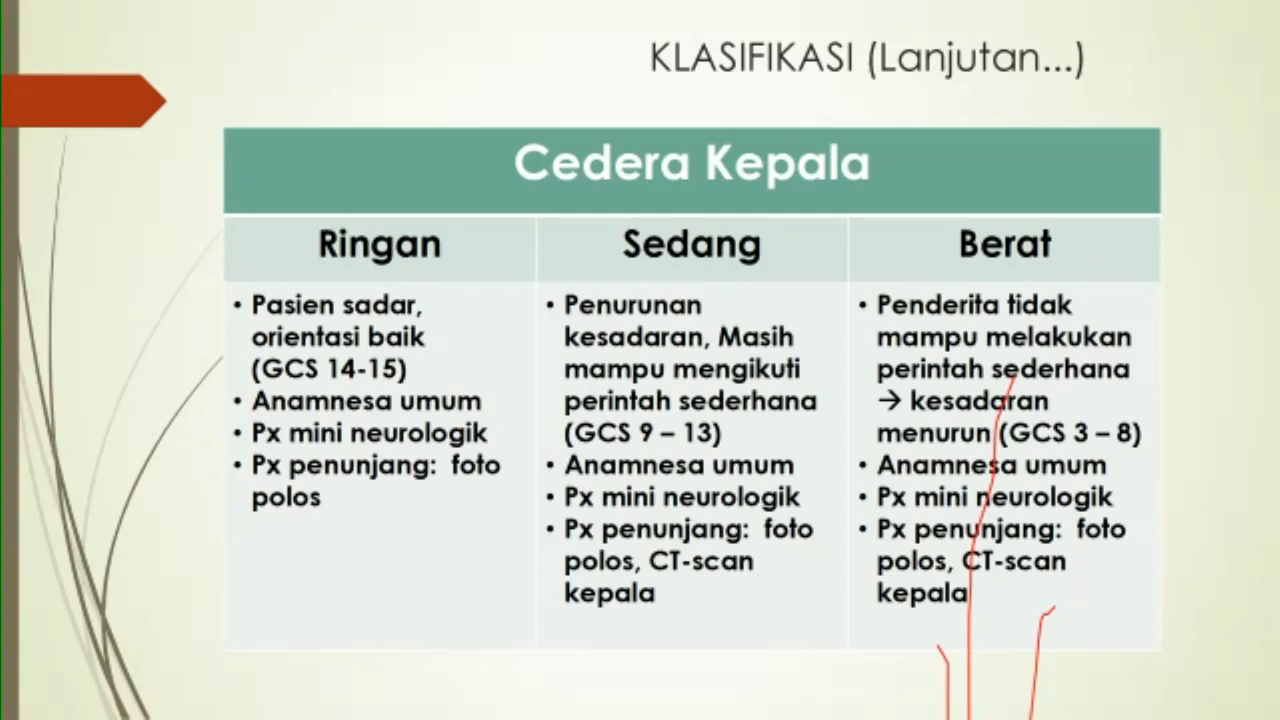 KLASIFIKASI (Lanjutan...)
Cedera Kepala
Ringan
• Pasien sadar,
orientasi baik
(GCS 14-15)
• Anamnesa umum
• Px mini neurologik
• Px penunjang: foto
polos
Sedang
• Penurunan
kesadaran, Masih
mampu mengikuti
perintah sederhana
(GCS 9 – 13)
• Anamnesa umum
• Px mini neurologik
• Px penunjang: foto
polos, CT-scan
kepala
Berat
• Penderita tidak
mampu melakukan
perintah sederhana
→ kesadaran
menurun (GCS 3 – 8)
• Anamnesa umum
• Px mini neurologik
• Px penunjang: foto
polos, CT-scan
kepala